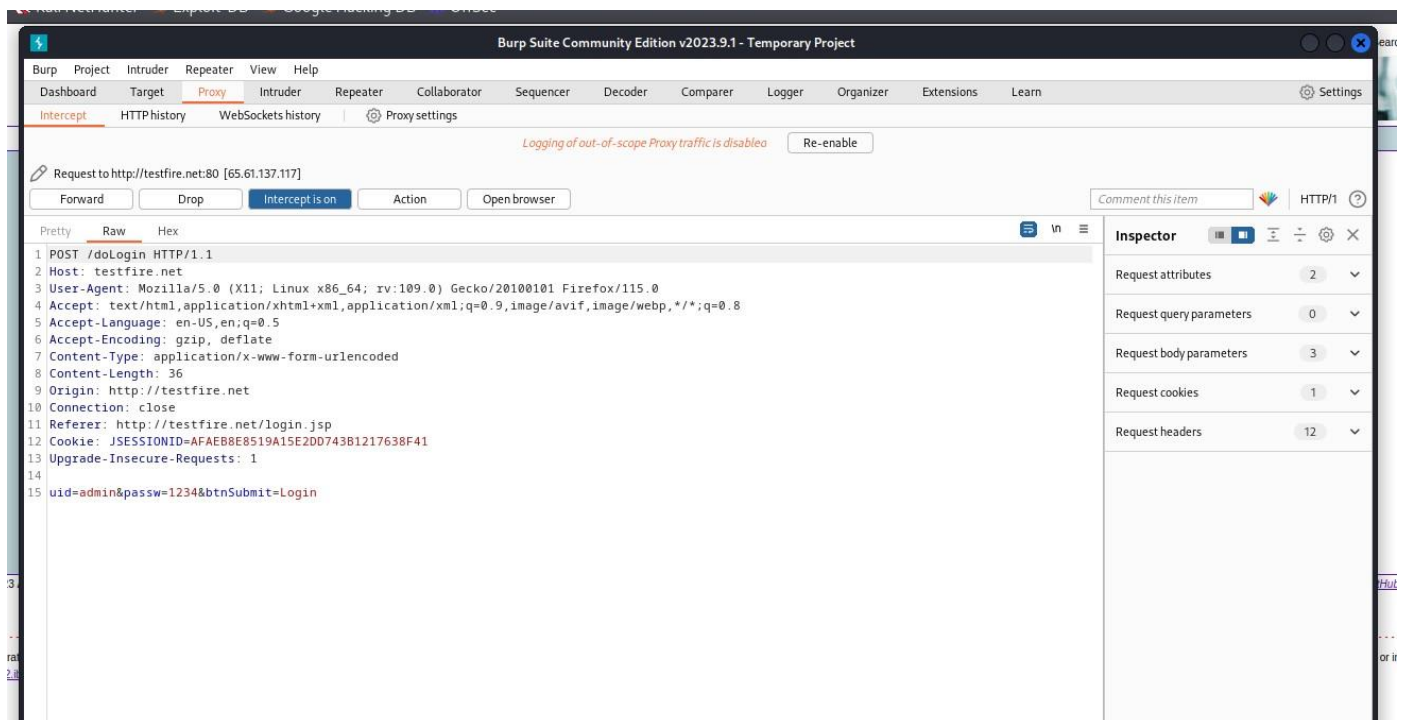 Kali NetHunter Exploit-DB Google Hacking DB OffSec
Burp Suite Community Edition v2023.9.1 - Temporary Project
Burp Project Intruder Repeater View Help
Dashboard Target Proxy Intruder Repeater Collaborator Sequencer Decoder Comparer Logger Organizer Extensions Learn Settings
Intercept HTTP history WebSockets history Proxy settings
Logging of out-of-scope Proxy traffic is disabled Re-enable
Request to http://testfire.net:80 [65.61.137.117]
Forward Drop Intercept is on Action Open browser Comment this item HTTP/1 ?
Pretty Raw Hex \n Inspector
1 POST /doLogin HTTP/1.1
2 Host: testfire.net
3 User-Agent: Mozilla/5.0 (X11; Linux x86_64; rv:109.0) Gecko/20100101 Firefox/115.0
4 Accept: text/html,application/xhtml+xml,application/xml;q=0.9,image/avif,image/webp,*/*;q=0.8
5 Accept-Language: en-US,en;q=0.5
6 Accept-Encoding: gzip, deflate
7 Content-Type: application/x-www-form-urlencoded
8 Content-Length: 36
9 Origin: http://testfire.net
10 Connection: close
11 Referer: http://testfire.net/login.jsp
12 Cookie: JSESSIONID=AFAEB8E8519A15E2DD743B1217638F41
13 Upgrade-Insecure-Requests: 1
14
15 uid=admin&passw=1234&btnSubmit=Login
Request attributes 2
Request query parameters 0
Request body parameters 3
Request cookies 1
Request headers 12